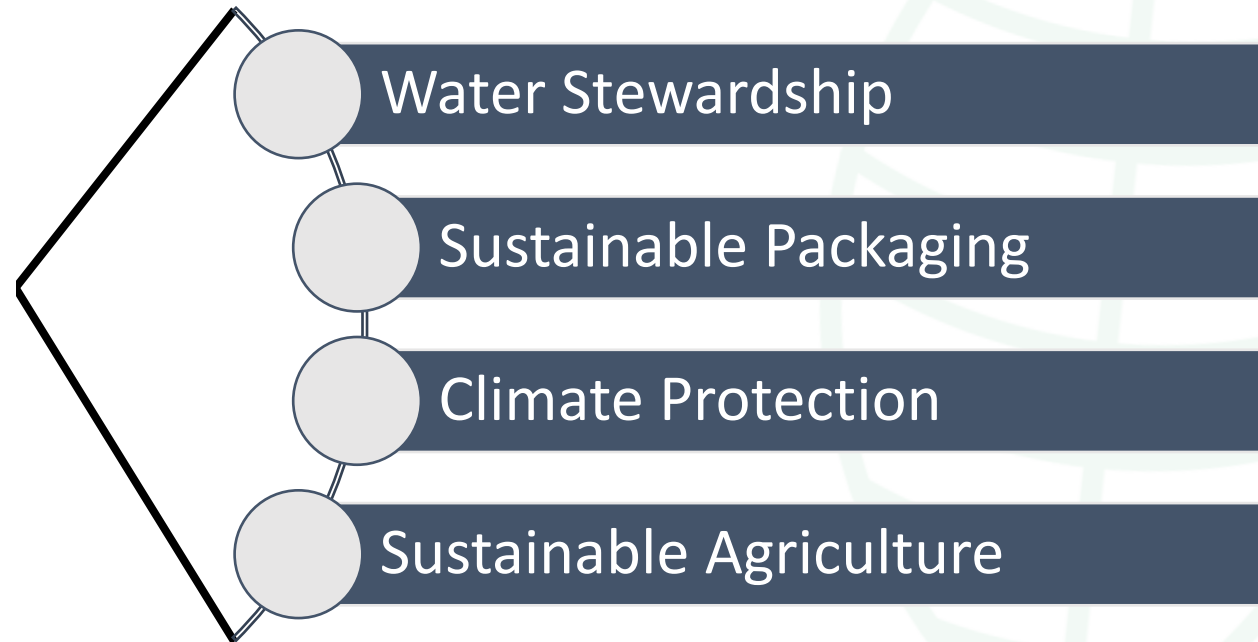 Water Stewardship
Sustainable Packaging
Climate Protection
Sustainable Agriculture